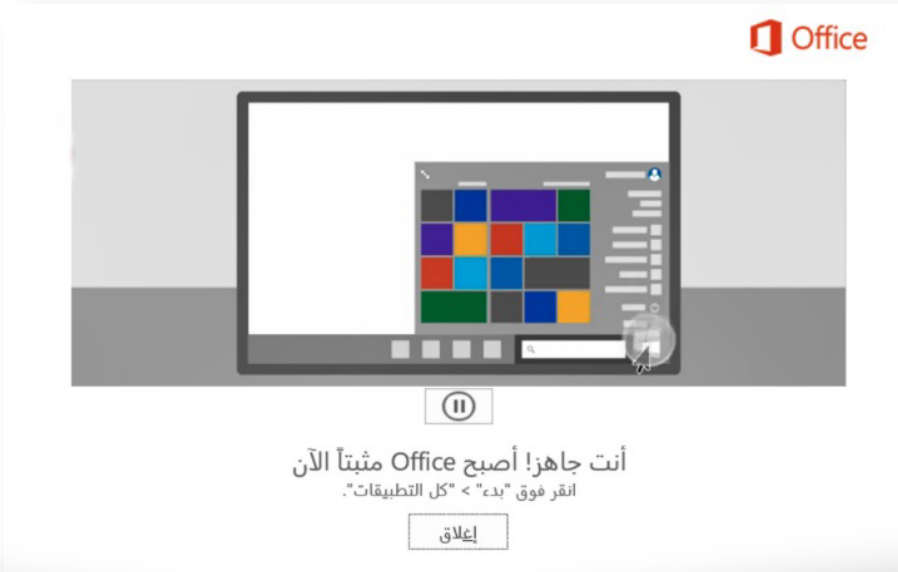 Office
أنت جاهز! أصبح Office مثبتاً الآن
انقر فوق "بدء" > "كل التطبيقات".
إغلاق